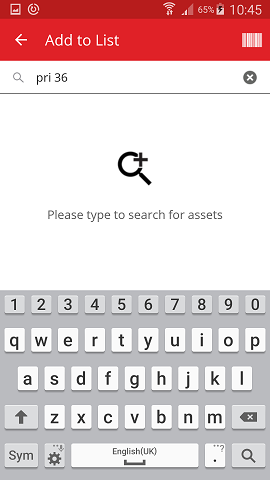 65% 10:45
Add to List
pri 36
Please type to search for assets
1 2 3 4 5 6 7 8 9 0
q w e r t y u i o p
a s d f g h j k l
z x c v b n m
Sym English(UK) . ?